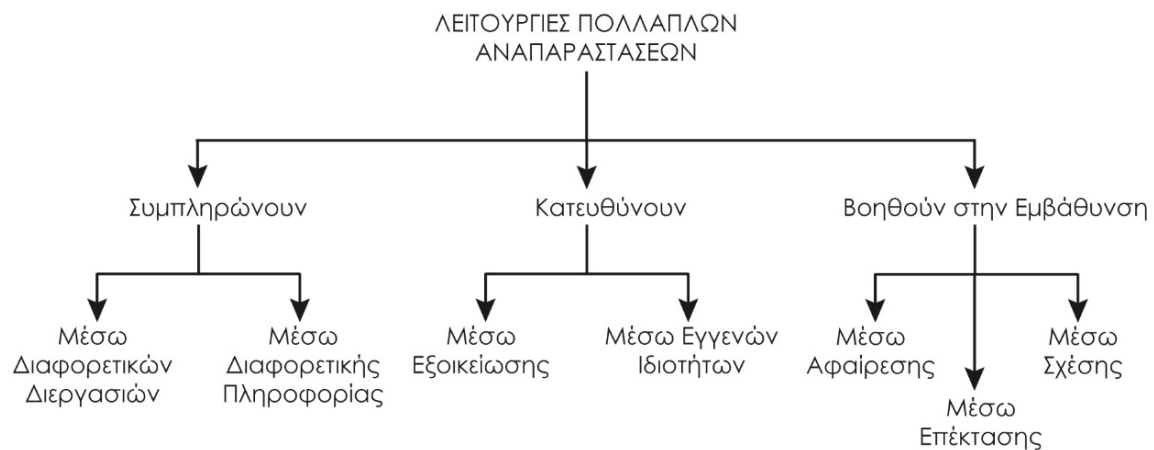 ΛΕΙΤΟΥΡΓΙΕΣ ΠΟΛΛΑΠΛΩΝ
ΑΝΑΠΑΡΑΣΤΑΣΕΩΝ
Συμπληρώνουν
Κατευθύνουν
Βοηθούν στην Εμβάθυνση
Μέσω
Διαφορετικών
Διεργασιών
Μέσω
Διαφορετικής
Πληροφορίας
Μέσω
Εξοικείωσης
Μέσω Εγγενών
Ιδιοτήτων
Μέσω
Αφαίρεσης
Μέσω
Επέκτασης
Μέσω
Σχέσης